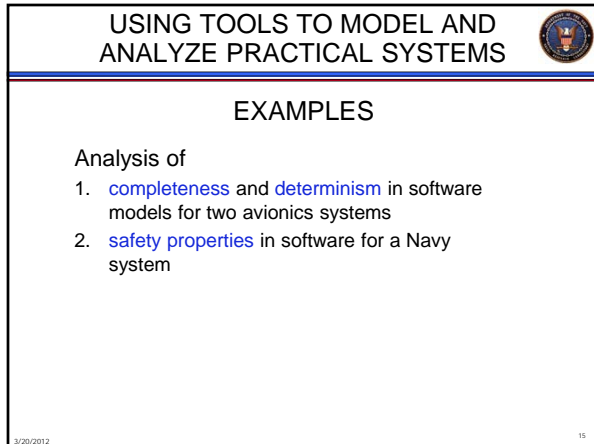 USING TOOLS TO MODEL AND
ANALYZE PRACTICAL SYSTEMS
EXAMPLES
Analysis of
1. completeness and determinism in software
models for two avionics systems
2. safety properties in software for a Navy
system
3/20/2012
15